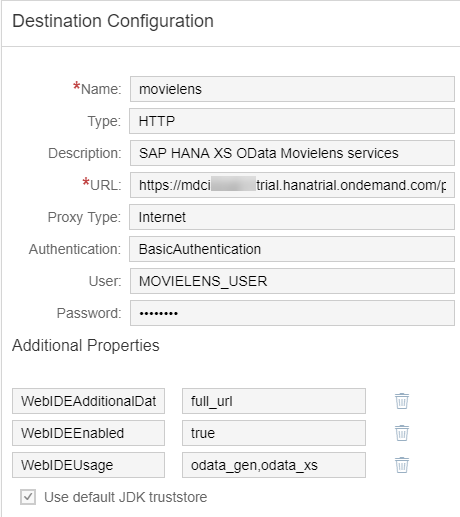 Destination Configuration
*Name: movielens
Type: HTTP
Description: SAP HANA XS OData Movielens services
*URL: https://mdci trial.hanatrial.ondemand.com/p
Proxy Type: Internet
Authentication: BasicAuthentication
User: MOVIELENS_USER
Password: ••••••••
Additional Properties
WebIDEAdditionalDat full_url
WebIDEEnabled true
WebIDEUsage odata_gen,odata_xs
Use default JDK truststore